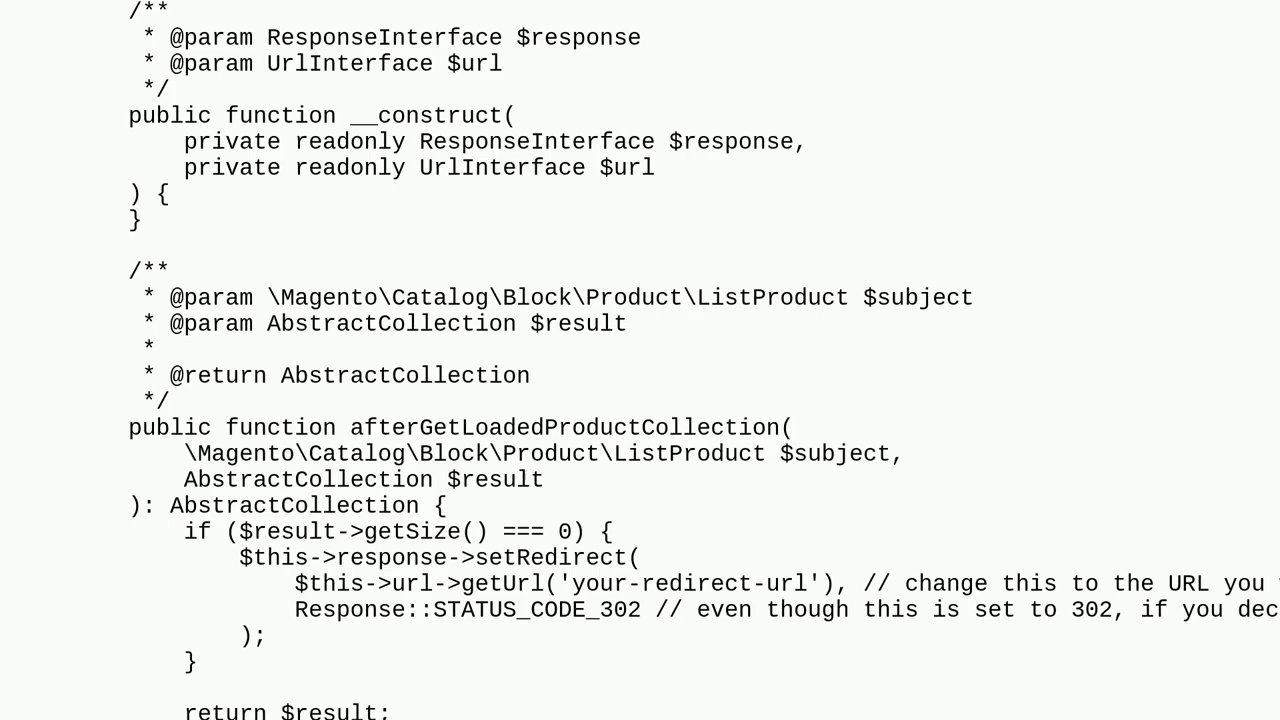 /**
 * @param ResponseInterface $response
 * @param UrlInterface $url
 */
public function __construct(
    private readonly ResponseInterface $response,
    private readonly UrlInterface $url
) {
}

/**
 * @param \Magento\Catalog\Block\Product\ListProduct $subject
 * @param AbstractCollection $result
 *
 * @return AbstractCollection
 */
public function afterGetLoadedProductCollection(
    \Magento\Catalog\Block\Product\ListProduct $subject,
    AbstractCollection $result
): AbstractCollection {
    if ($result->getSize() === 0) {
        $this->response->setRedirect(
            $this->url->getUrl('your-redirect-url'), // change this to the URL you
            Response::STATUS_CODE_302 // even though this is set to 302, if you dec
        );
    }

    return $result;